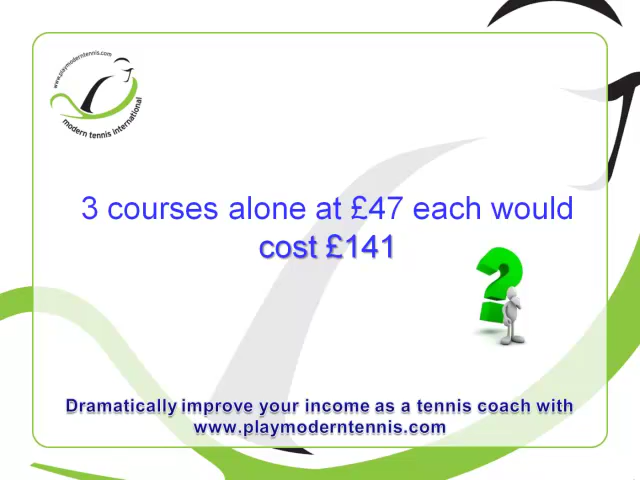 www.playmoderntennis.com
modern tennis international
3 courses alone at £47 each would
cost £141
Dramatically improve your income as a tennis coach with
www.playmoderntennis.com